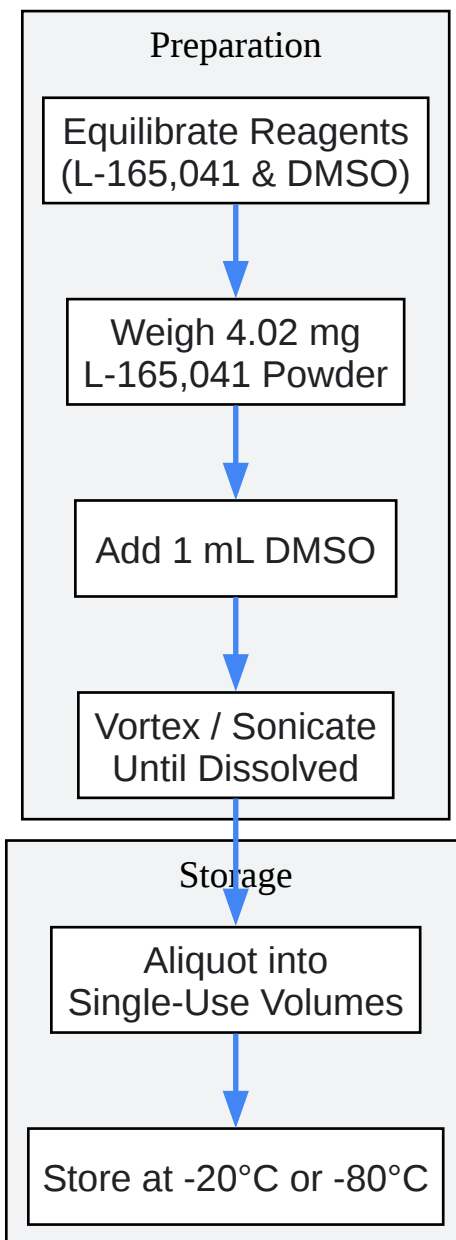 Preparation
Equilibrate Reagents
(L-165,041 & DMSO)
Weigh 4.02 mg
L-165,041 Powder
Add 1 mL DMSO
Vortex / Sonicate
Until Dissolved
Storage
Aliquot into
Single-Use Volumes
Store at -20°C or -80°C